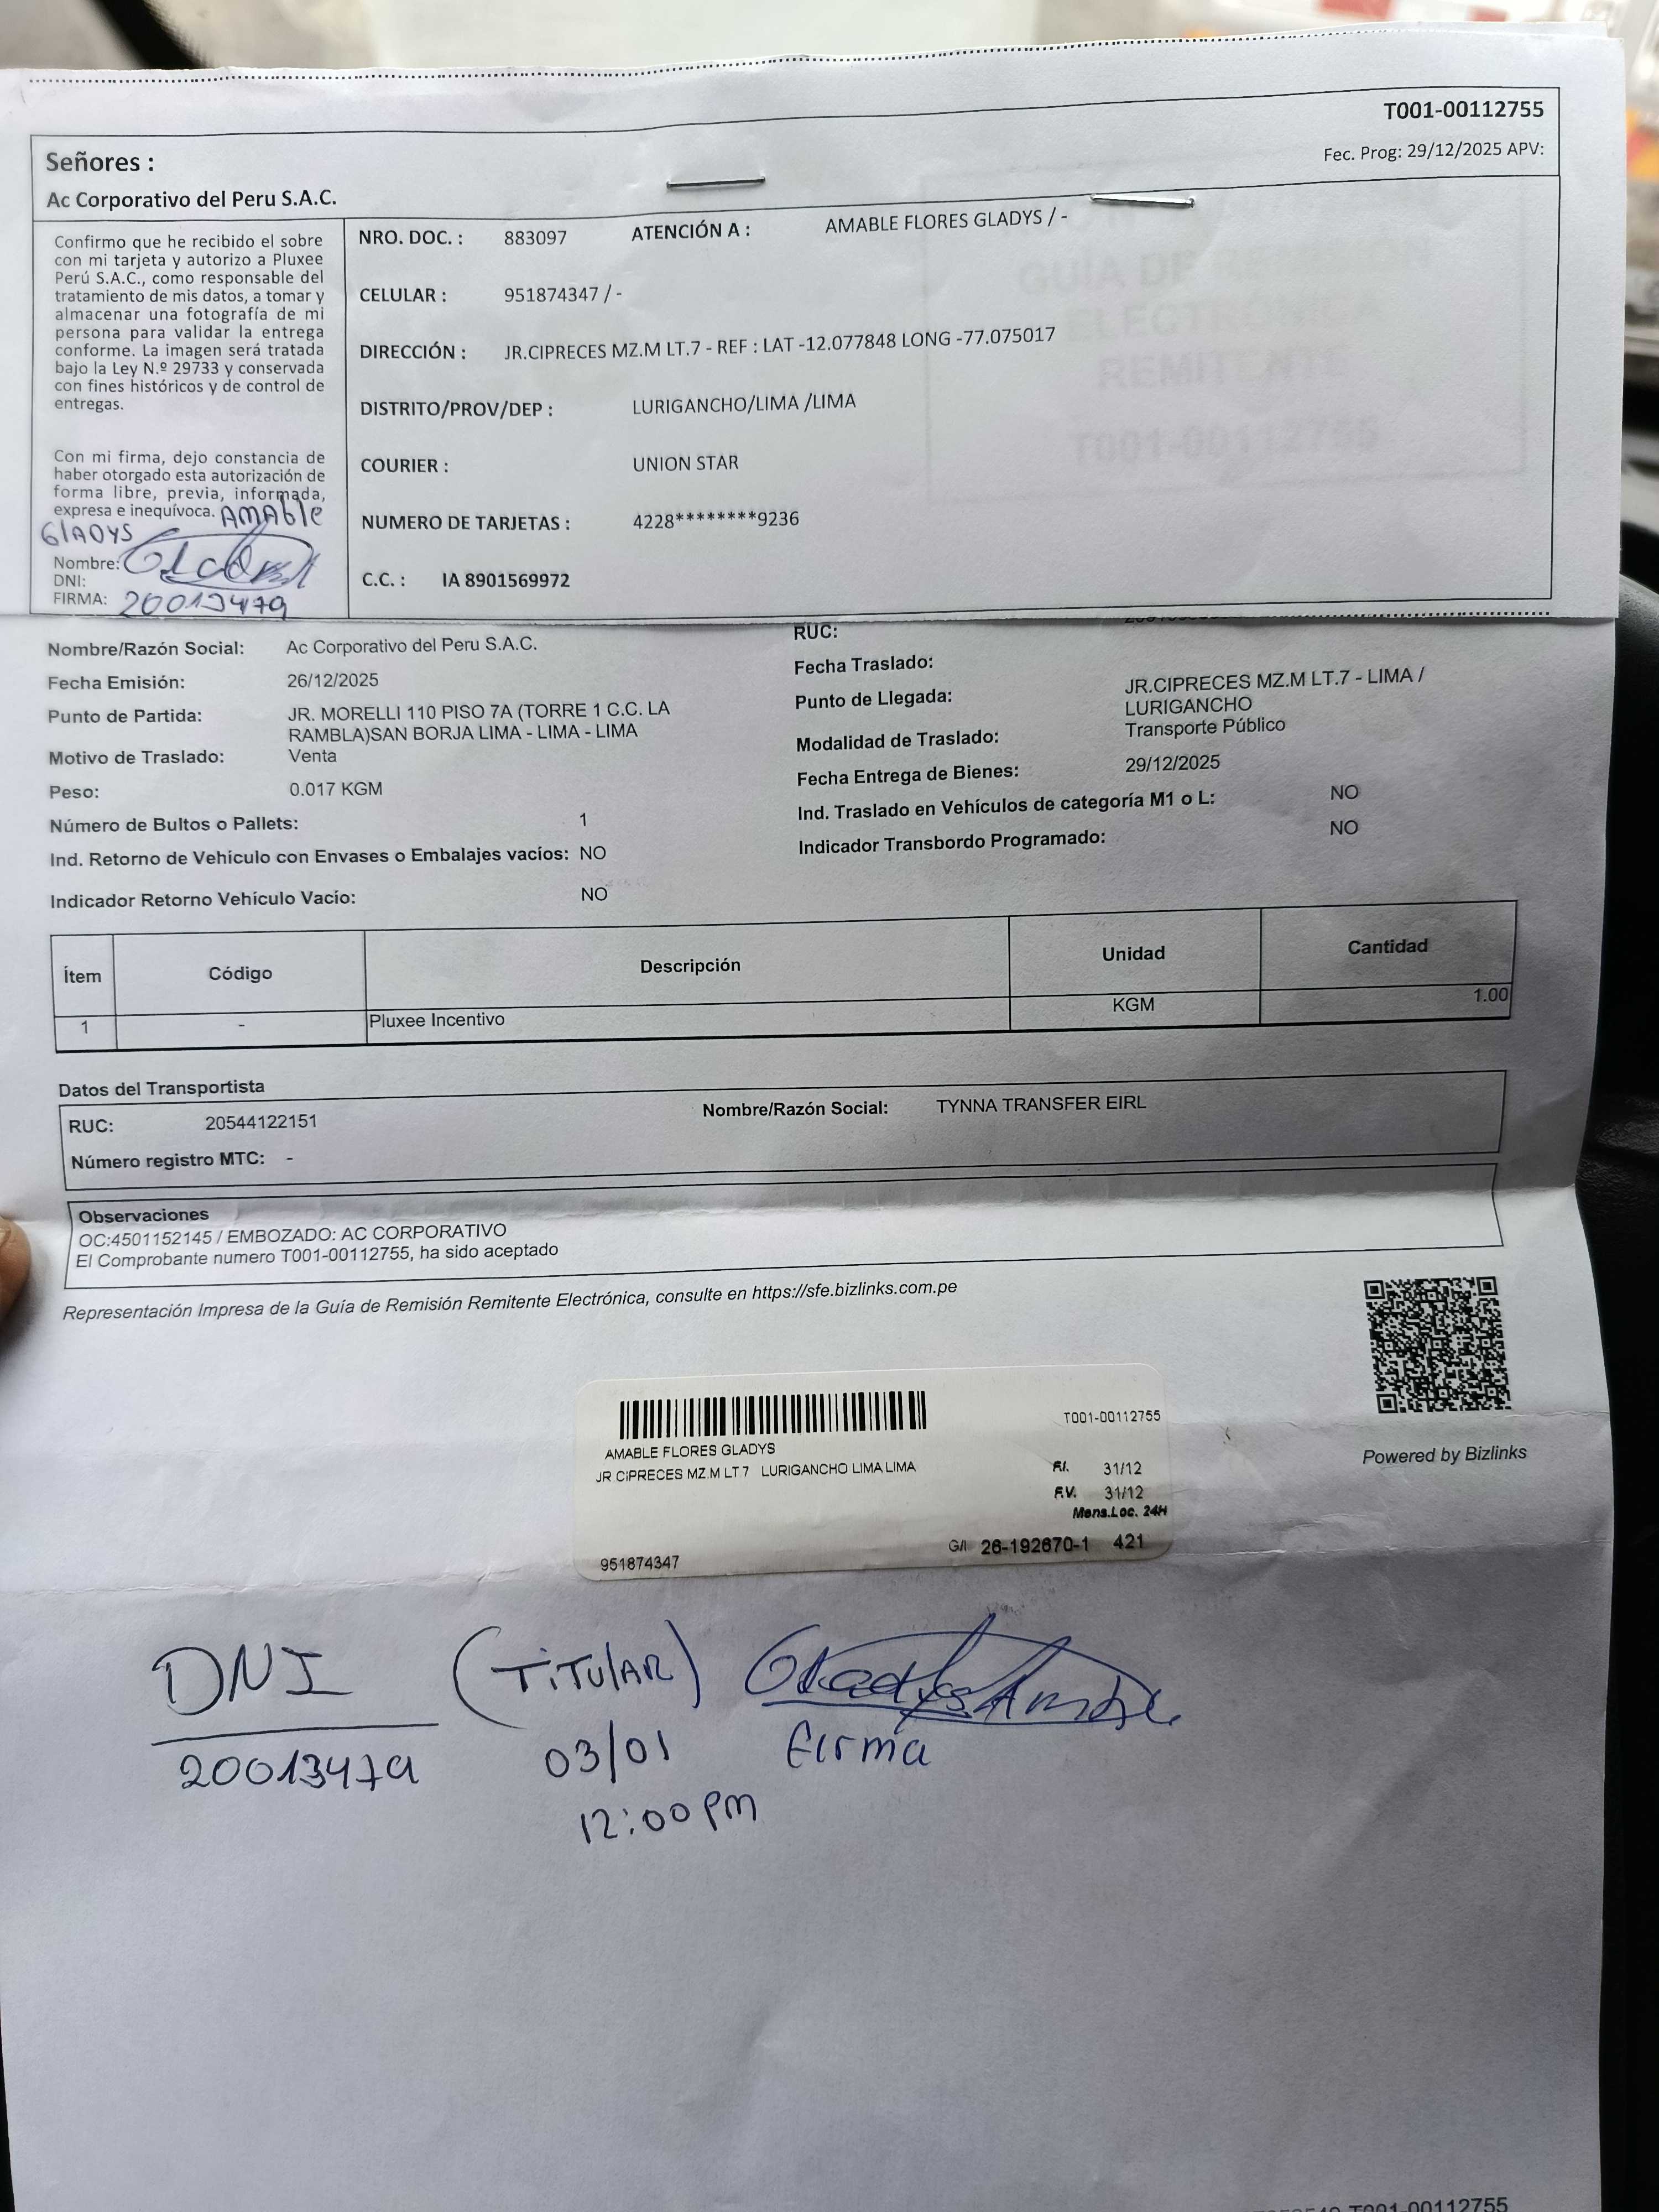 T001-00112755
Señores :
Fec. Prog: 29/12/2025 APV:
Ac Corporativo del Peru S.A.C.
Confirmo que he recibido el sobre
con mi tarjeta y autorizo a Pluxee
Perú S.A.C., como responsable del
tratamiento de mis datos, a tomar y
almacenar una fotografía de mi
persona para validar la entrega
conforme. La imagen será tratada
bajo la Ley N.º 29733 y conservada
con fines históricos y de control de
entregas.
Con mi firma, dejo constancia de
haber otorgado esta autorización de
forma libre, previa, informada,
expresa e inequívoca. AMAble
GlADYS
Nombre:
DNI:
FIRMA: 20013479
NRO. DOC. : 883097 ATENCIÓN A : AMABLE FLORES GLADYS / -
CELULAR : 951874347 / -
DIRECCIÓN : JR.CIPRECES MZ.M LT.7 - REF : LAT -12.077848 LONG -77.075017
DISTRITO/PROV/DEP : LURIGANCHO/LIMA /LIMA
COURIER : UNION STAR
NUMERO DE TARJETAS : 4228********9236
C.C. : IA 8901569972
GUÍA DE REMISIÓN
ELECTRÓNICA
REMITENTE
T001-00112755
Nombre/Razón Social: Ac Corporativo del Peru S.A.C.
Fecha Emisión: 26/12/2025
Punto de Partida: JR. MORELLI 110 PISO 7A (TORRE 1 C.C. LA
RAMBLA)SAN BORJA LIMA - LIMA - LIMA
Motivo de Traslado: Venta
Peso: 0.017 KGM
Número de Bultos o Pallets: 1
Ind. Retorno de Vehículo con Envases o Embalajes vacíos: NO
Indicador Retorno Vehículo Vacío: NO
RUC:
Fecha Traslado:
Punto de Llegada: JR.CIPRECES MZ.M LT.7 - LIMA /
LURIGANCHO
Modalidad de Traslado: Transporte Público
Fecha Entrega de Bienes: 29/12/2025
Ind. Traslado en Vehículos de categoría M1 o L: NO
Indicador Transbordo Programado: NO
Ítem Código Descripción Unidad Cantidad
1 - Pluxee Incentivo KGM 1.00
Datos del Transportista
RUC: 20544122151 Nombre/Razón Social: TYNNA TRANSFER EIRL
Número registro MTC: -
Observaciones
OC:4501152145 / EMBOZADO: AC CORPORATIVO
El Comprobante numero T001-00112755, ha sido aceptado
Representación Impresa de la Guía de Remisión Remitente Electrónica, consulte en https://sfe.bizlinks.com.pe
Powered by Bizlinks
T001-00112755
AMABLE FLORES GLADYS
JR CIPRECES MZ.M LT 7 LURIGANCHO LIMA LIMA
F.I. 31/12
F.V. 31/12
Mens.Loc. 24H
G/I 26-192670-1 421
951874347
DNI (TiTulAR) Gladys Amable
20013479 03/01 firma
12:00 pm
T001-00112755